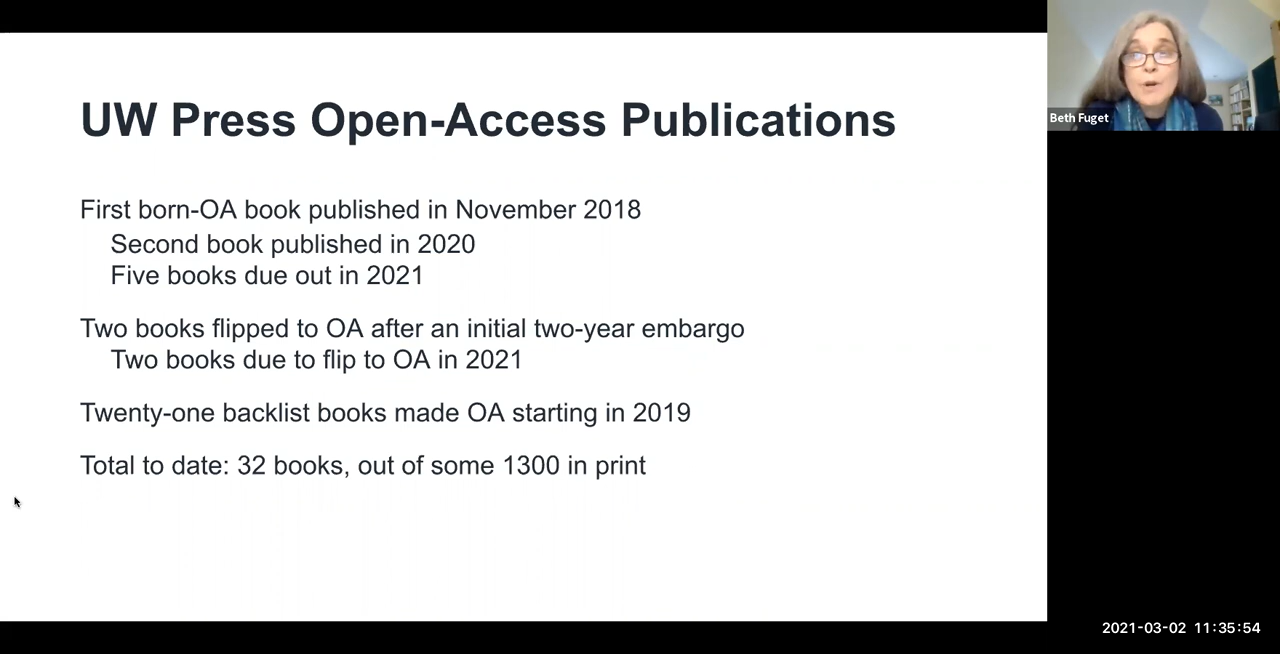 UW Press Open-Access Publications
First born-OA book published in November 2018
Second book published in 2020
Five books due out in 2021
Two books flipped to OA after an initial two-year embargo
Two books due to flip to OA in 2021
Twenty-one backlist books made OA starting in 2019
Total to date: 32 books, out of some 1300 in print
Beth Fuget
2021-03-02 11:35:54